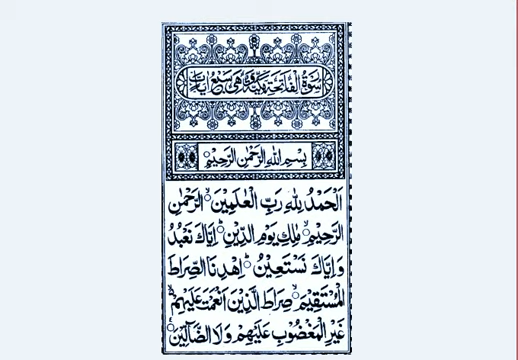 سُوْرَةُ الْفَاتِحَةِ مَكِّيَّةٌ وَّهِيَ سَبْعُ اٰيَاتٍ
بِسْمِ اللهِ الرَّحْمٰنِ الرَّحِيْمِ
اَلْحَمْدُ لِلّٰهِ رَبِّ الْعٰلَمِيْنَ الرَّحْمٰنِ
الرَّحِيْمِ مٰلِكِ يَوْمِ الدِّيْنِ اِيَّاكَ نَعْبُدُ
وَاِيَّاكَ نَسْتَعِيْنُ اِهْدِنَا الصِّرَاطَ
الْمُسْتَقِيْمَ صِرَاطَ الَّذِيْنَ اَنْعَمْتَ عَلَيْهِمْ
غَيْرِ الْمَغْضُوْبِ عَلَيْهِمْ وَلَا الضَّآلِّيْنَ